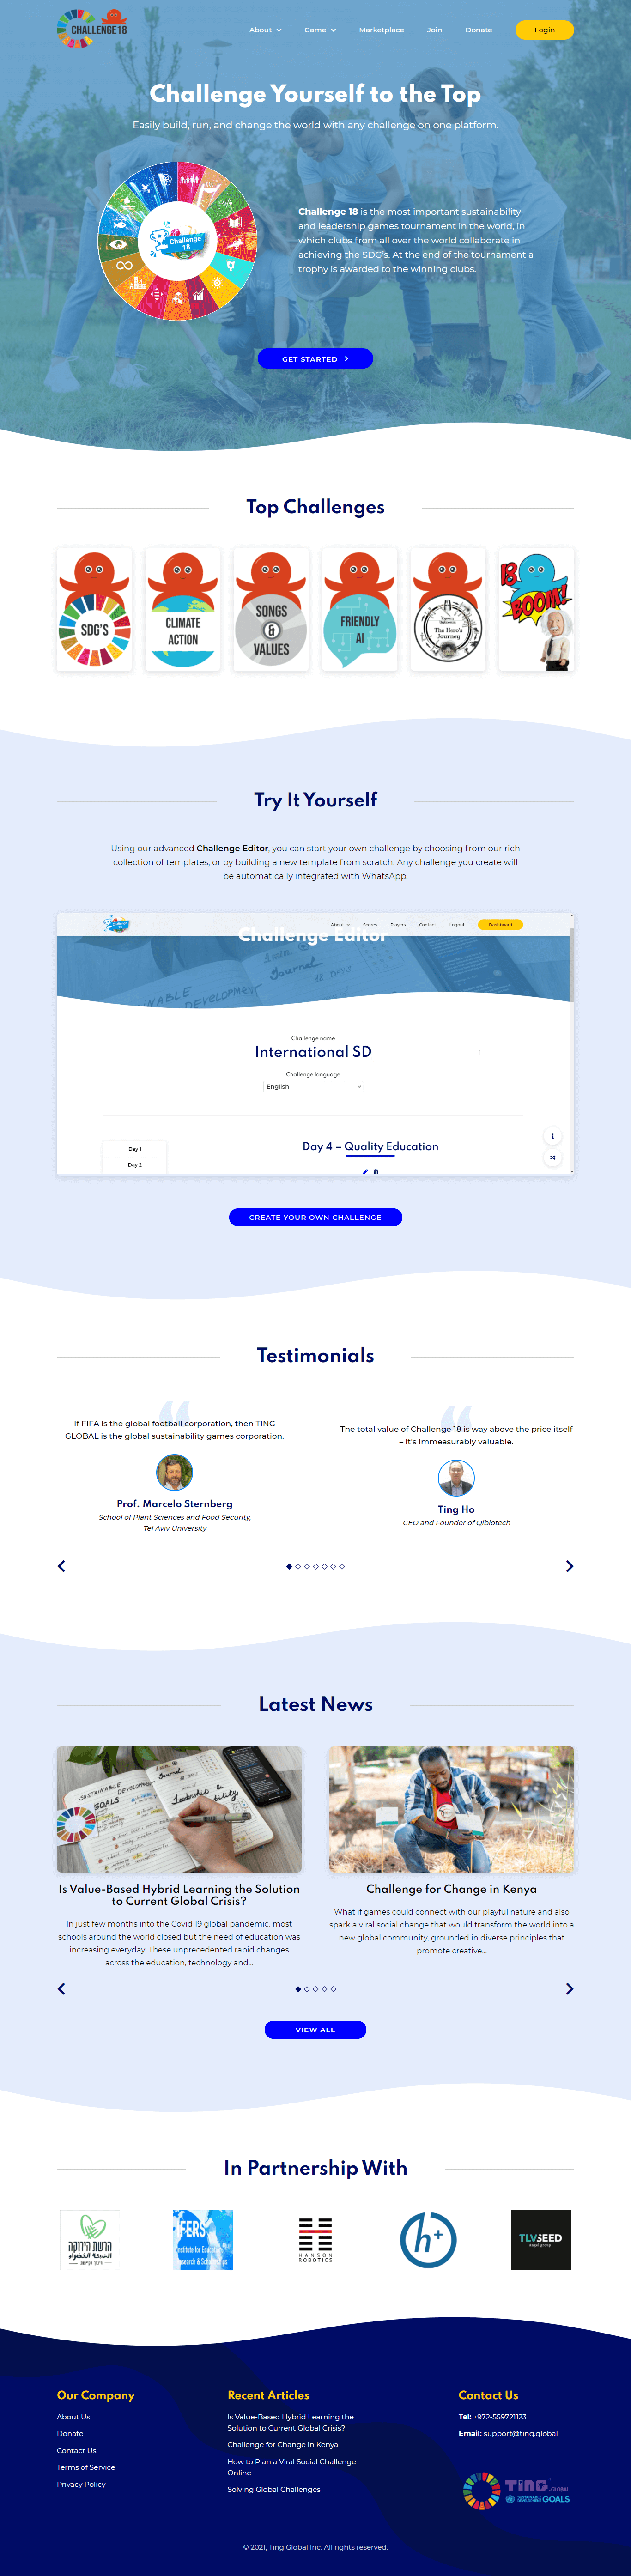 CHALLENGE18
About
Game
Marketplace
Join
Donate
Login
Challenge Yourself to the Top
Easily build, run, and change the world with any challenge on one platform.
Challenge
18
Challenge 18 is the most important sustainability
and leadership games tournament in the world, in
which clubs from all over the world collaborate in
achieving the SDG's. At the end of the tournament a
trophy is awarded to the winning clubs.
GET STARTED
Top Challenges
SDG'S
CLIMATE
ACTION
SONGS
&
VALUES
FRIENDLY
AI
The Hero's
Journey
BOOM!
Try It Yourself
Using our advanced Challenge Editor, you can start your own challenge by choosing from our rich
collection of templates, or by building a new template from scratch. Any challenge you create will
be automatically integrated with WhatsApp.
About
Scores
Players
Contact
Logout
Dashboard
Challenge Editor
Challenge name
International SD
Challenge language
English
Day 1
Day 2
Day 4 – Quality Education
CREATE YOUR OWN CHALLENGE
Testimonials
If FIFA is the global football corporation, then TING
GLOBAL is the global sustainability games corporation.
Prof. Marcelo Sternberg
School of Plant Sciences and Food Security,
Tel Aviv University
The total value of Challenge 18 is way above the price itself
– it's Immeasurably valuable.
Ting Ho
CEO and Founder of Qibiotech
Latest News
SUSTAINABLE DEVELOPMENT
GOALS
Journal
Leadership
Is Value-Based Hybrid Learning the Solution
to Current Global Crisis?
In just few months into the Covid 19 global pandemic, most
schools around the world closed but the need of education was
increasing everyday. These unprecedented rapid changes
across the education, technology and...
Challenge for Change in Kenya
What if games could connect with our playful nature and also
spark a viral social change that would transform the world into a
new global community, grounded in diverse principles that
promote creative...
VIEW ALL
In Partnership With
הרשת הירוקה
الشبكة الخضراء
IFERS
Institute for Education
Research & Scholarships
HANSON
ROBOTICS
h+
TLVSEED
Angel group
Our Company
About Us
Donate
Contact Us
Terms of Service
Privacy Policy
Recent Articles
Is Value-Based Hybrid Learning the
Solution to Current Global Crisis?
Challenge for Change in Kenya
How to Plan a Viral Social Challenge
Online
Solving Global Challenges
Contact Us
Tel: +972-559721123
Email: support@ting.global
TING.GLOBAL
SUSTAINABLE
DEVELOPMENT
GOALS
© 2021, Ting Global Inc. All rights reserved.